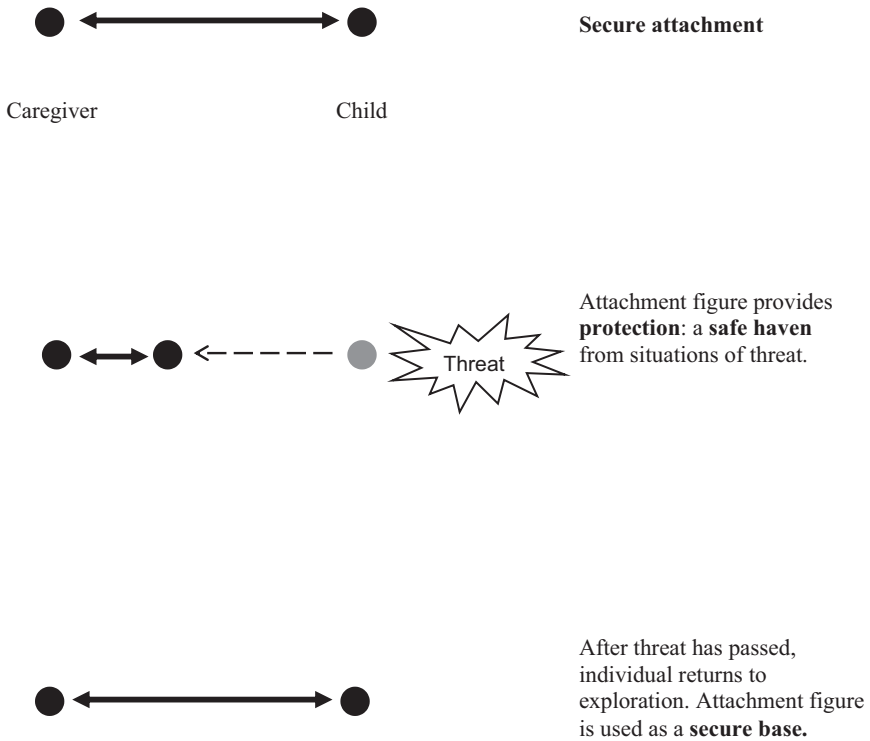 Secure attachment
Caregiver
Child
Attachment figure provides
protection: a safe haven
from situations of threat.
Threat
After threat has passed,
individual returns to
exploration. Attachment figure
is used as a secure base.